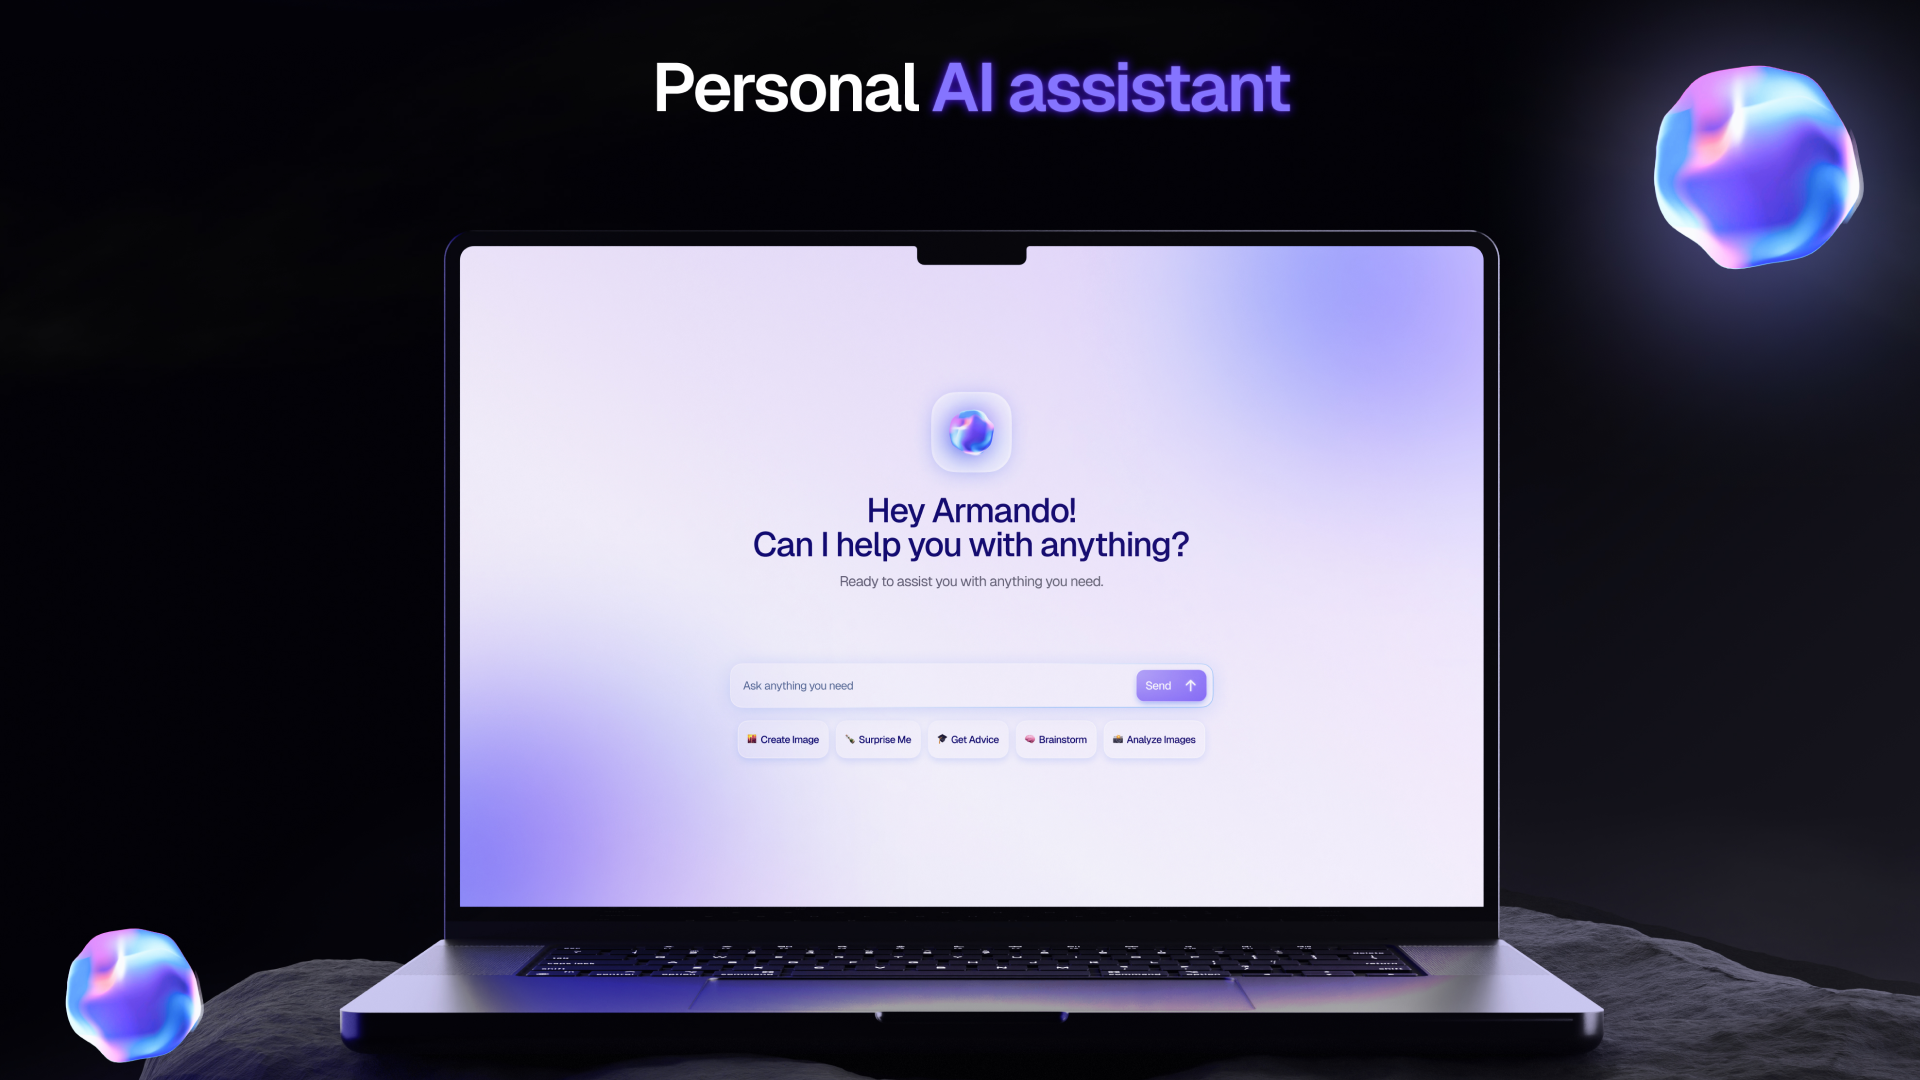 Personal AI assistant
Hey Armando!
Can I help you with anything?
Ready to assist you with anything you need.
Ask anything you need
Send
Create Image
Surprise Me
Get Advice
Brainstorm
Analyze Images